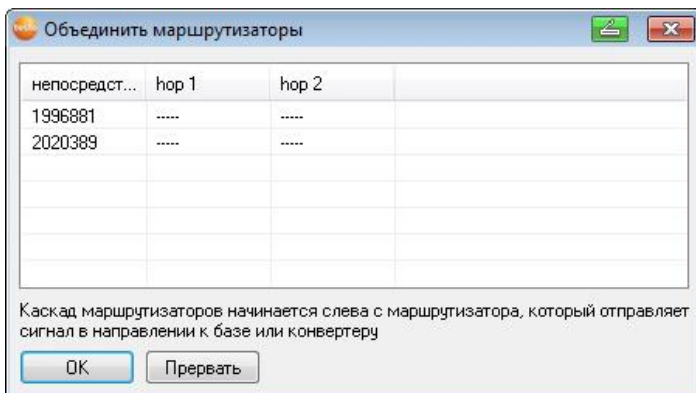 testo Объединить маршрутизаторы
непосредст... hop 1 hop 2
1996881 ----- -----
2020389 ----- -----
Каскад маршрутизаторов начинается слева с маршрутизатора, который отправляет
сигнал в направлении к базе или конвертеру
OK Прервать